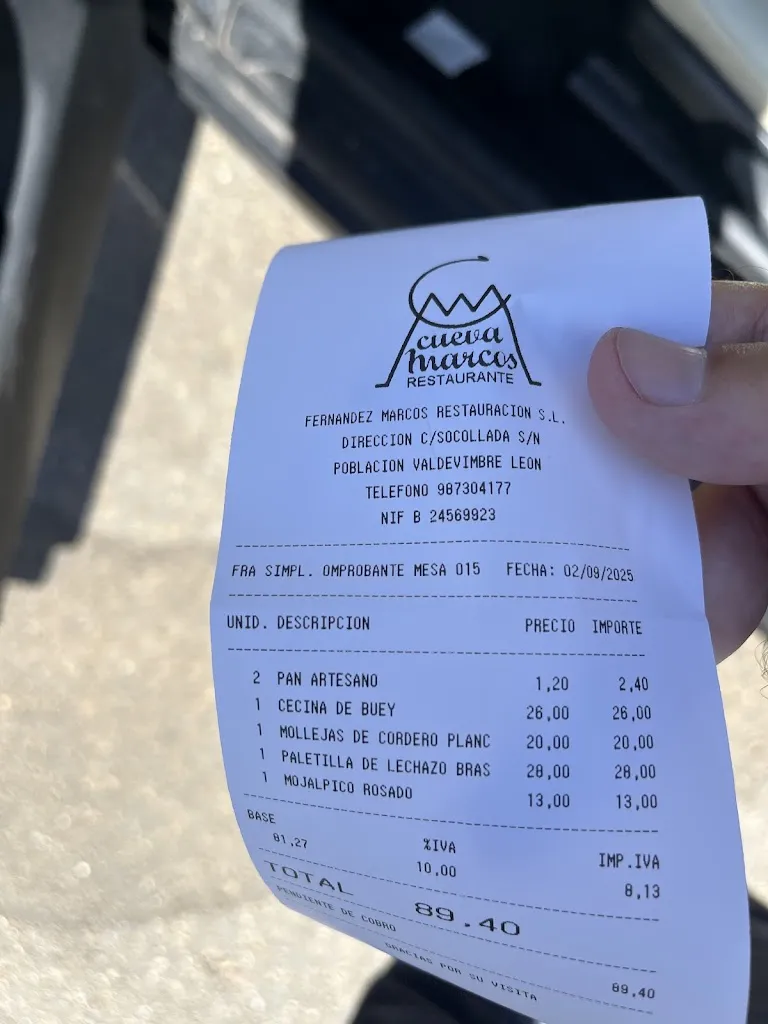 cueva
marcos
RESTAURANTE
FERNANDEZ MARCOS RESTAURACION S.L.
DIRECCION C/SOCOLLADA S/N
POBLACION VALDEVIMBRE LEON
TELEFONO 987304177
NIF B 24569923
FRA SIMPL. OMPROBANTE MESA 015 FECHA: 02/09/2025
UNID. DESCRIPCION PRECIO IMPORTE
2 PAN ARTESANO 1,20 2,40
1 CECINA DE BUEY 26,00 26,00
1 MOLLEJAS DE CORDERO PLANC 20,00 20,00
1 PALETILLA DE LECHAZO BRAS 28,00 28,00
1 MOJALPICO ROSADO 13,00 13,00
BASE %IVA IMP.IVA
81,27 10,00 8,13
TOTAL 89.40
PENDIENTE DE COBRO 89,40
GRACIAS POR SU VISITA